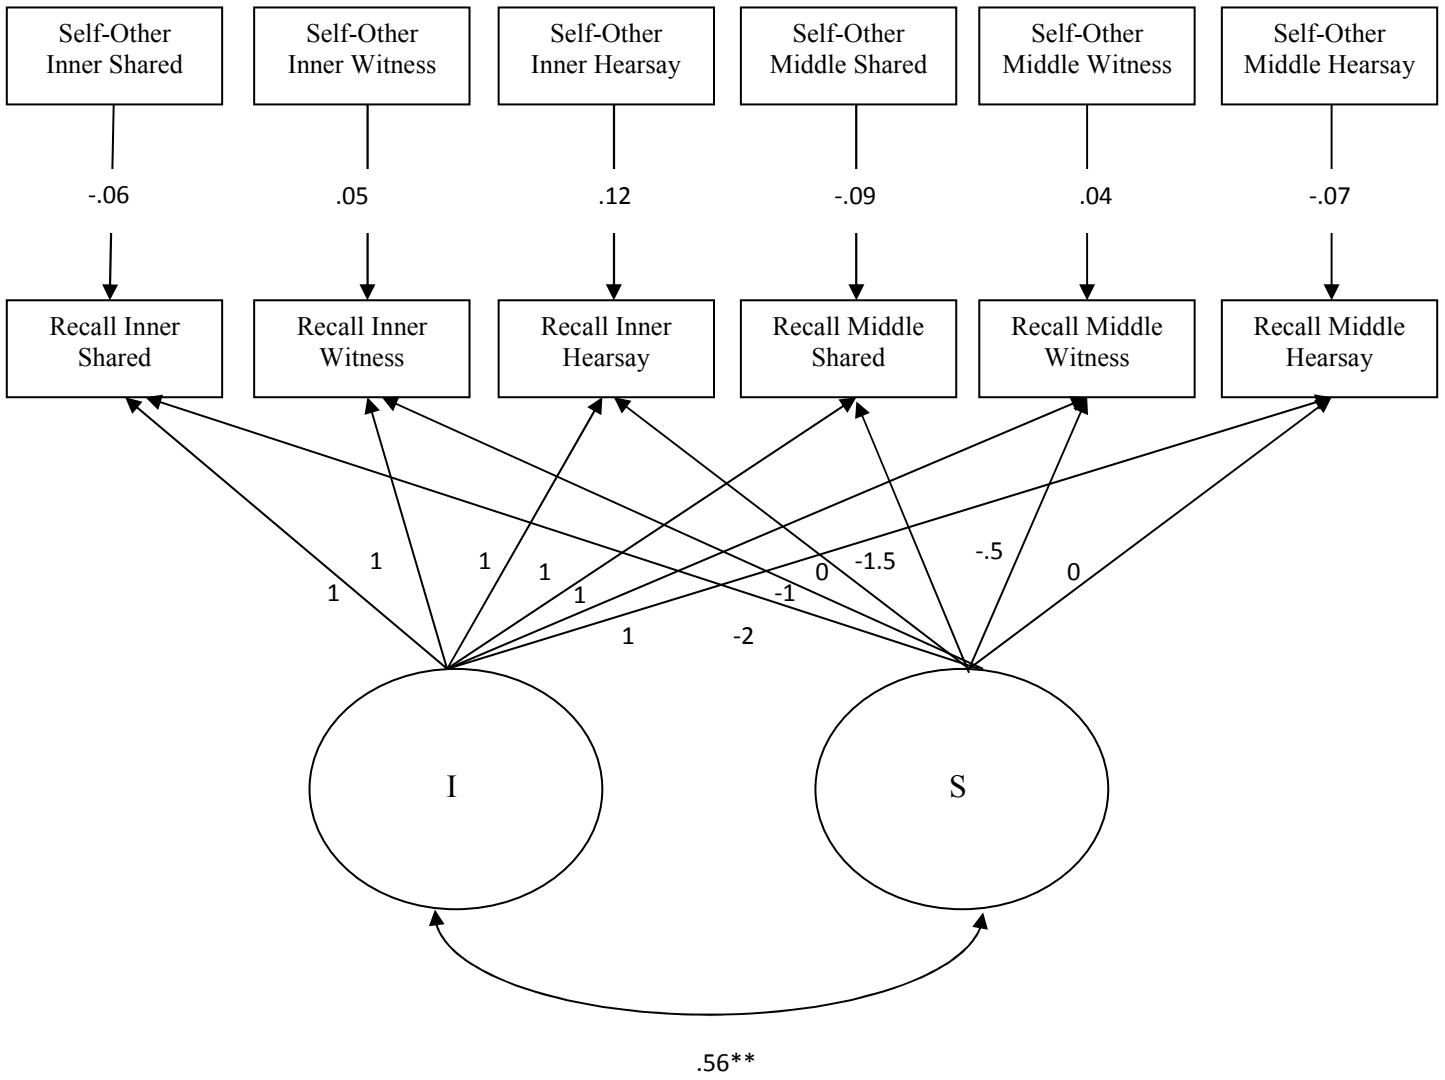 Self-Other
Inner Shared
Self-Other
Inner Witness
Self-Other
Inner Hearsay
Self-Other
Middle Shared
Self-Other
Middle Witness
Self-Other
Middle Hearsay
-.06
.05
.12
-.09
.04
-.07
Recall Inner
Shared
Recall Inner
Witness
Recall Inner
Hearsay
Recall Middle
Shared
Recall Middle
Witness
Recall Middle
Hearsay
1
1
1
1
1
1
-2
-1
0
-1.5
-.5
0
I
S
.56**